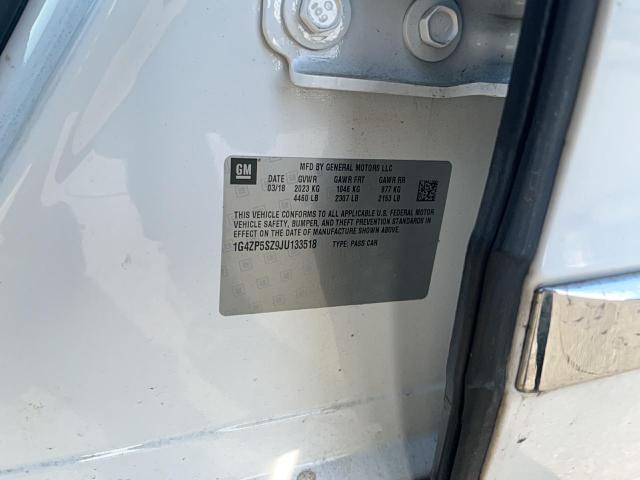 GM
MFD BY GENERAL MOTORS LLC
DATE GVWR GAWR FRT GAWR RR
03/18 2023 KG 1046 KG 977 KG
4460 LB 2307 LB 2153 LB
THIS VEHICLE CONFORMS TO ALL APPLICABLE U.S. FEDERAL MOTOR
VEHICLE SAFETY, BUMPER, AND THEFT PREVENTION STANDARDS IN
EFFECT ON THE DATE OF MANUFACTURE SHOWN ABOVE.
1G4ZP5SZ9JU133518 TYPE: PASS CAR